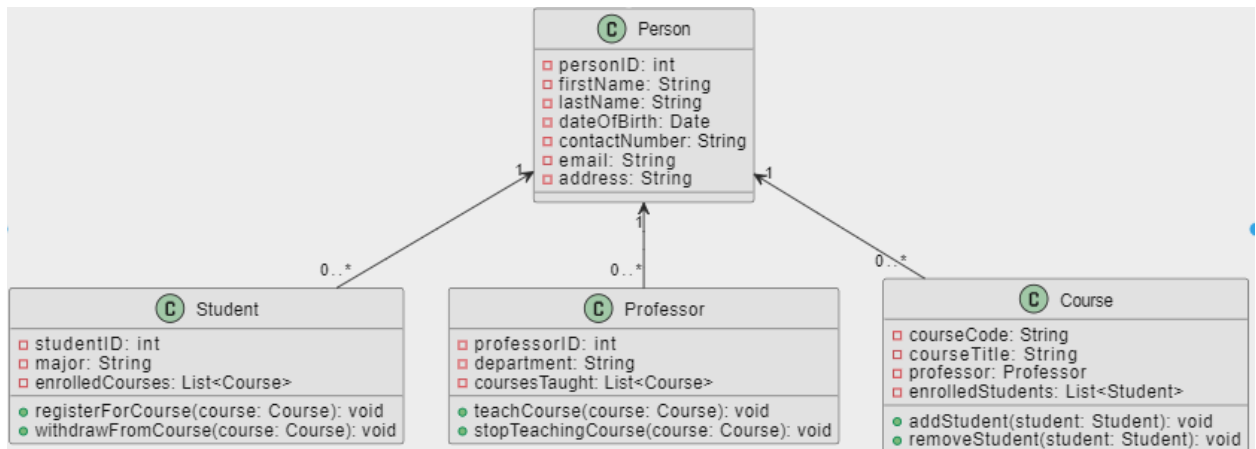 C Person
personID: int
firstName: String
lastName: String
dateOfBirth: Date
contactNumber: String
email: String
address: String
1
1
1
0..*
0..*
0..*
C Student
studentID: int
major: String
enrolledCourses: List<Course>
registerForCourse(course: Course): void
withdrawFromCourse(course: Course): void
C Professor
professorID: int
department: String
coursesTaught: List<Course>
teachCourse(course: Course): void
stopTeachingCourse(course: Course): void
C Course
courseCode: String
courseTitle: String
professor: Professor
enrolledStudents: List<Student>
addStudent(student: Student): void
removeStudent(student: Student): void